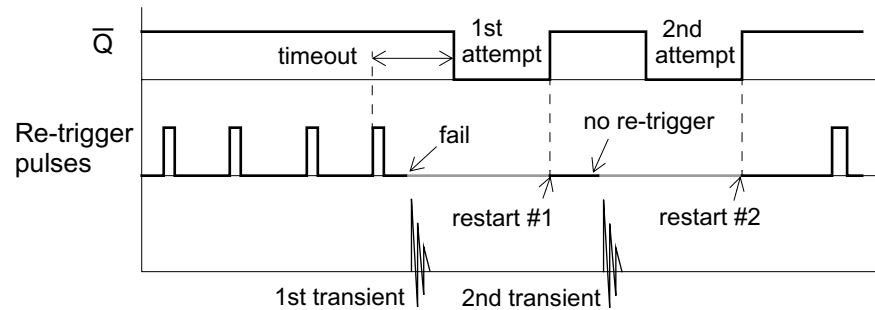 Q̅
timeout
1st
attempt
2nd
attempt
Re-trigger
pulses
fail
no re-trigger
restart #1
restart #2
1st transient
2nd transient